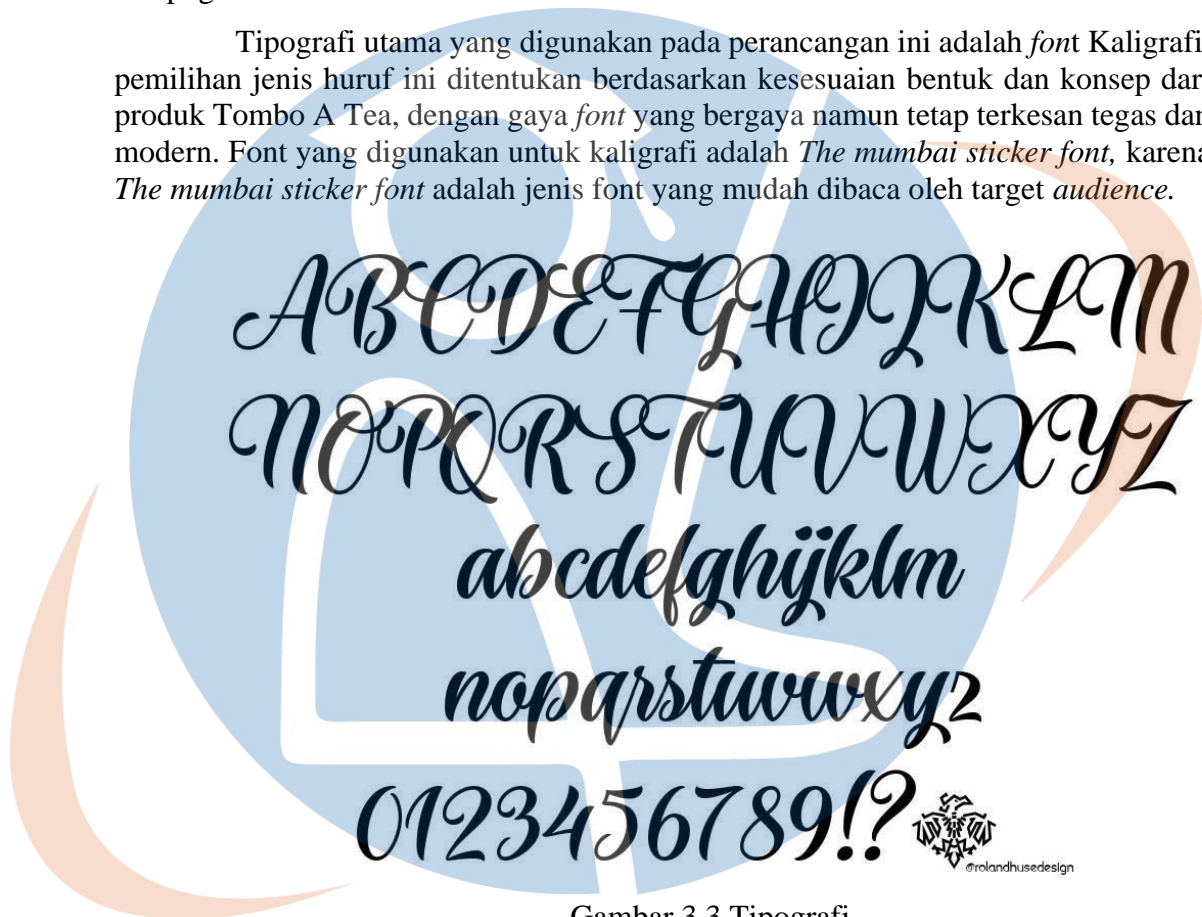 Tipografi utama yang digunakan pada perancangan ini adalah font Kaligrafi
pemilihan jenis huruf ini ditentukan berdasarkan kesesuaian bentuk dan konsep dar
produk Tombo A Tea, dengan gaya font yang bergaya namun tetap terkesan tegas dar
modern. Font yang digunakan untuk kaligrafi adalah The mumbai sticker font, karena
The mumbai sticker font adalah jenis font yang mudah dibaca oleh target audience.
ABCDEFGHIJKLM
NOPQRSTUVWXYZ
abcdefghijklm
nopqrstuvwxyz
0123456789!?
@rolandhusedesign
Gambar 3.3 Tipografi